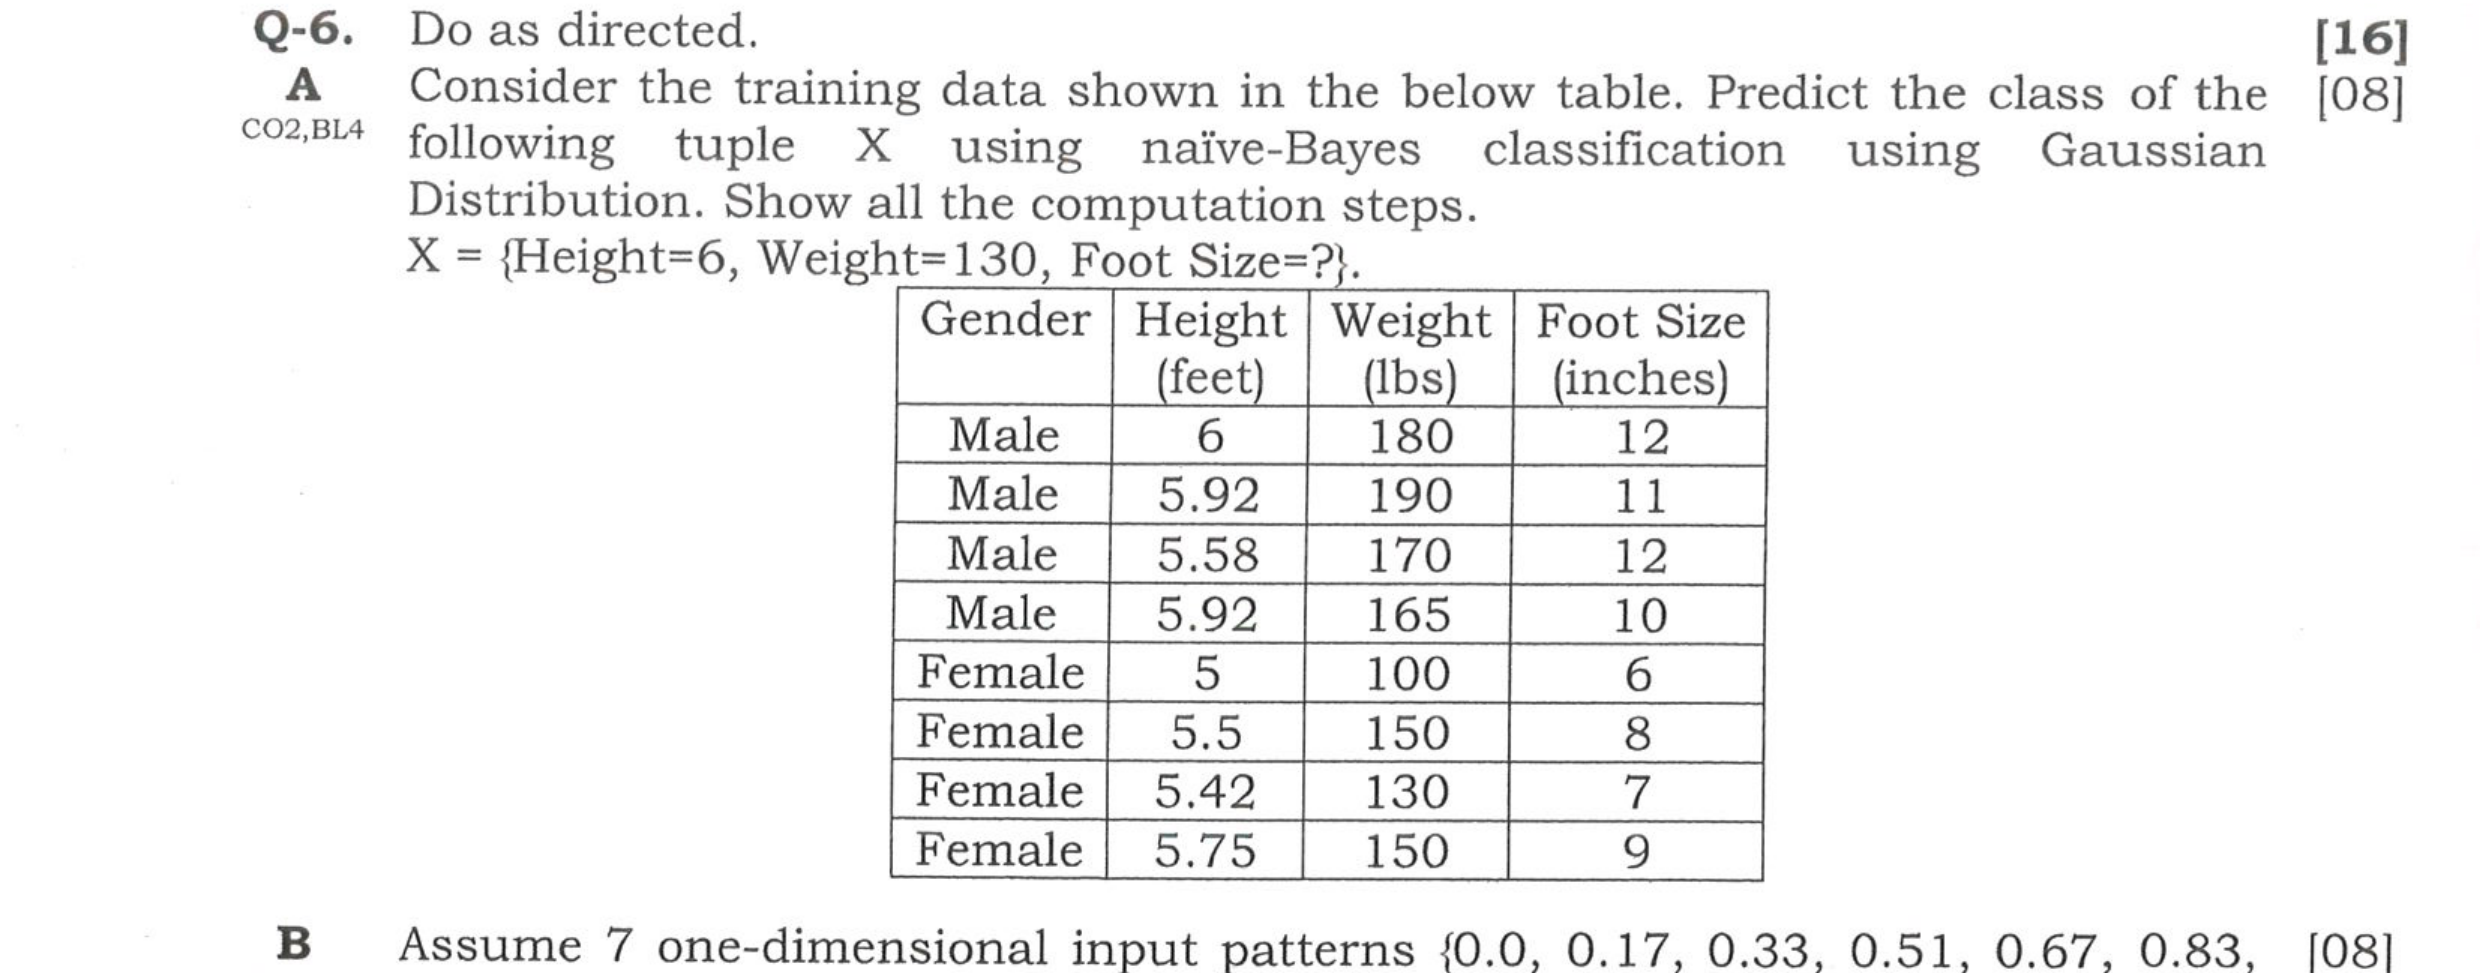 Q-6. Do as directed. [16]
A Consider the training data shown in the below table. Predict the class of the [08]
CO2,BL4 following tuple X using naïve-Bayes classification using Gaussian
Distribution. Show all the computation steps.
X = {Height=6, Weight=130, Foot Size=?}.
Gender Height Weight Foot Size
(feet) (lbs) (inches)
Male 6 180 12
Male 5.92 190 11
Male 5.58 170 12
Male 5.92 165 10
Female 5 100 6
Female 5.5 150 8
Female 5.42 130 7
Female 5.75 150 9
B Assume 7 one-dimensional input patterns {0.0, 0.17, 0.33, 0.51, 0.67, 0.83, [08]